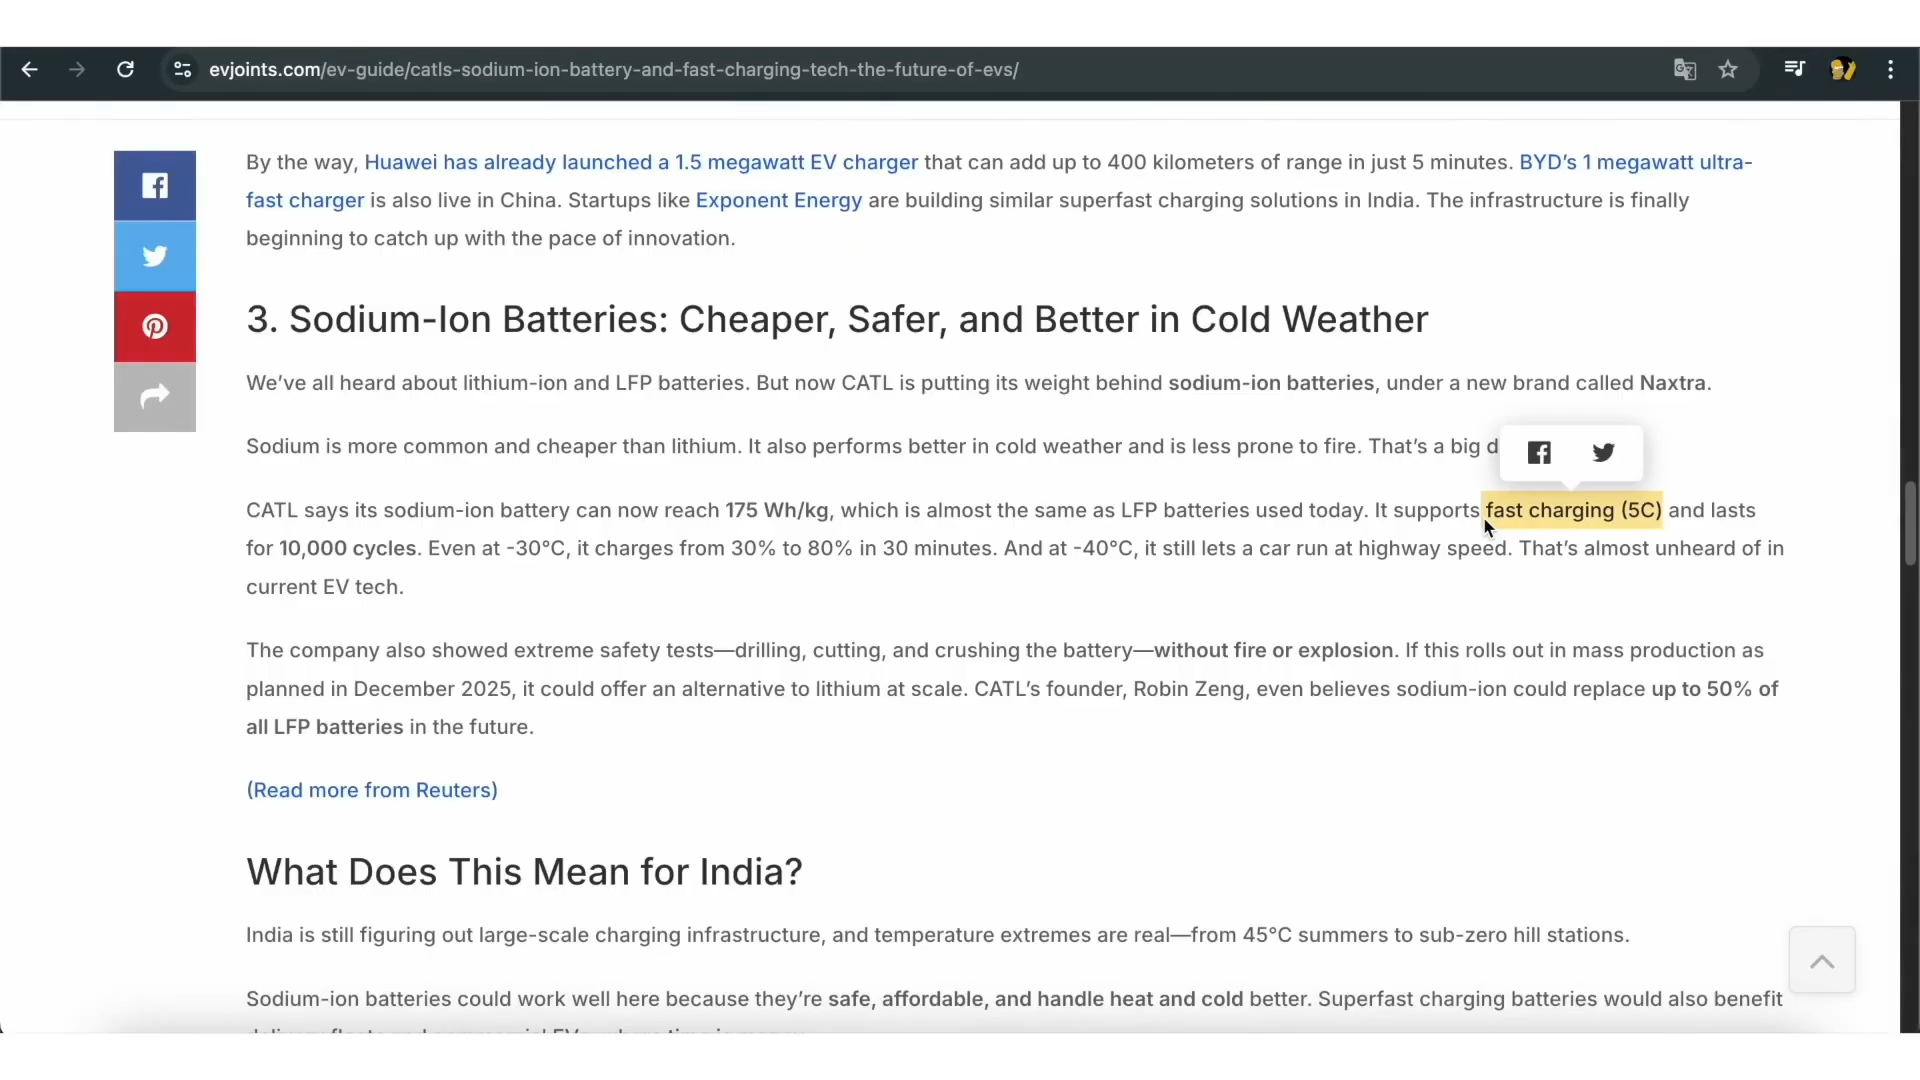 evjoints.com/ev-guide/catls-sodium-ion-battery-and-fast-charging-tech-the-future-of-evs/
By the way, Huawei has already launched a 1.5 megawatt EV charger that can add up to 400 kilometers of range in just 5 minutes. BYD’s 1 megawatt ultra-
fast charger is also live in China. Startups like Exponent Energy are building similar superfast charging solutions in India. The infrastructure is finally
beginning to catch up with the pace of innovation.
3. Sodium-Ion Batteries: Cheaper, Safer, and Better in Cold Weather
We’ve all heard about lithium-ion and LFP batteries. But now CATL is putting its weight behind sodium-ion batteries, under a new brand called Naxtra.
Sodium is more common and cheaper than lithium. It also performs better in cold weather and is less prone to fire. That’s a big
CATL says its sodium-ion battery can now reach 175 Wh/kg, which is almost the same as LFP batteries used today. It supports fast charging (5C) and lasts
for 10,000 cycles. Even at -30°C, it charges from 30% to 80% in 30 minutes. And at -40°C, it still lets a car run at highway speed. That’s almost unheard of in
current EV tech.
The company also showed extreme safety tests—drilling, cutting, and crushing the battery—without fire or explosion. If this rolls out in mass production as
planned in December 2025, it could offer an alternative to lithium at scale. CATL’s founder, Robin Zeng, even believes sodium-ion could replace up to 50% of
all LFP batteries in the future.
(Read more from Reuters)
What Does This Mean for India?
India is still figuring out large-scale charging infrastructure, and temperature extremes are real—from 45°C summers to sub-zero hill stations.
Sodium-ion batteries could work well here because they’re safe, affordable, and handle heat and cold better. Superfast charging batteries would also benefit